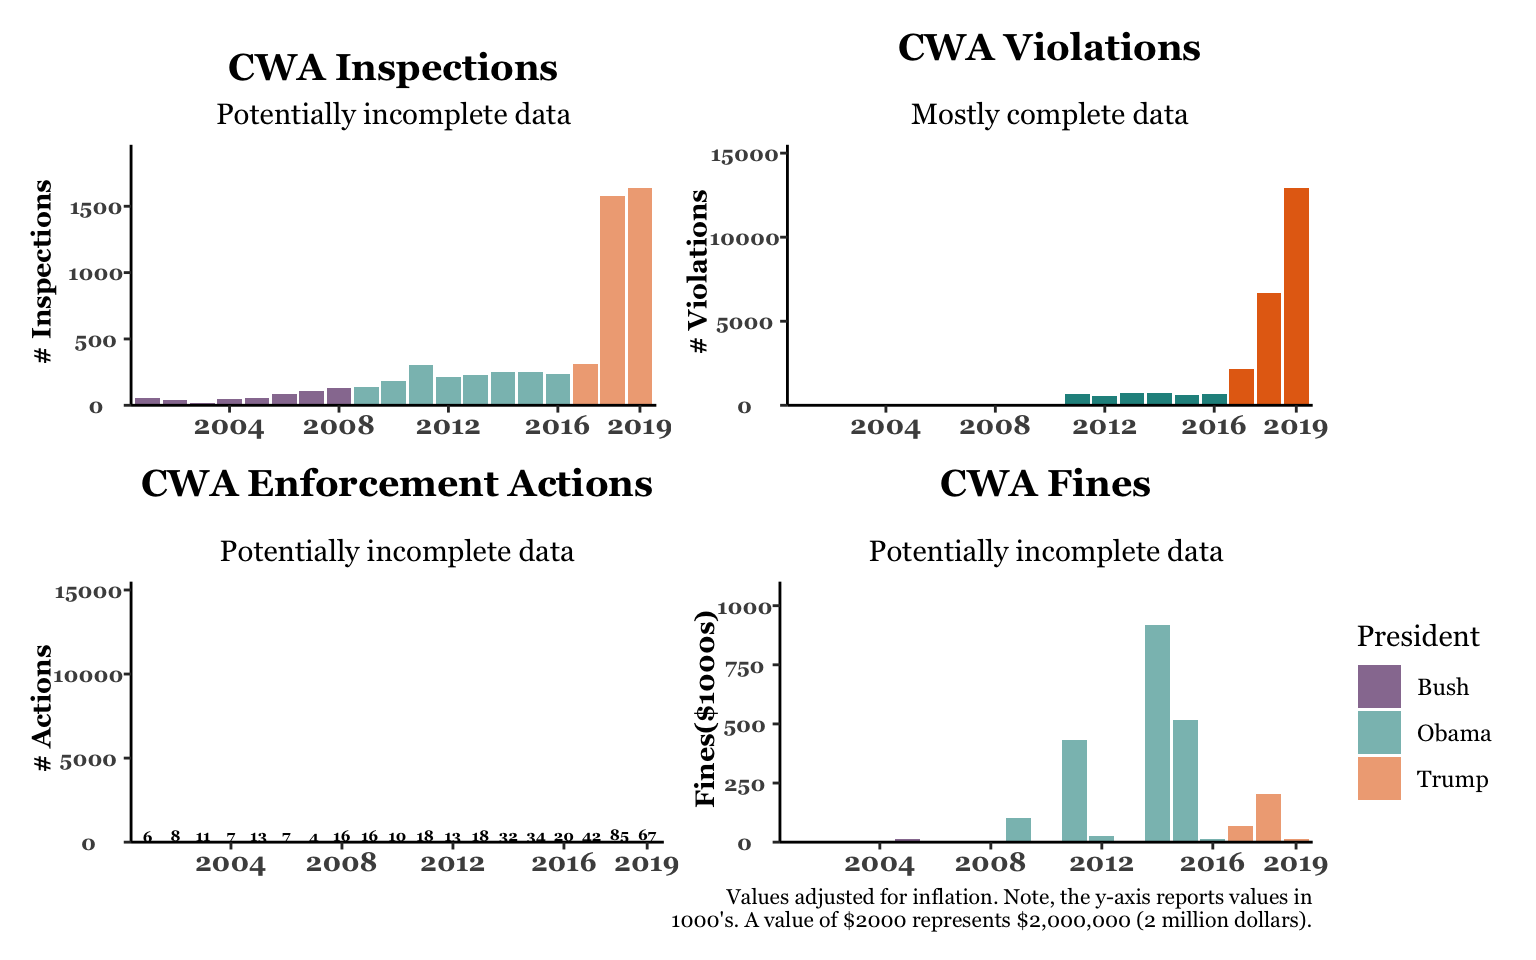 CWA Inspections
Potentially incomplete data
# Inspections
1500
1000
500
0
2004 2008 2012 2016 2019
CWA Violations
Mostly complete data
# Violations
15000
10000
5000
0
2004 2008 2012 2016 2019
CWA Enforcement Actions
Potentially incomplete data
# Actions
15000
10000
5000
0
6 8 11 7 13 7 4 16 16 10 18 13 18 32 34 20 42 85 67
2004 2008 2012 2016 2019
CWA Fines
Potentially incomplete data
Fines($1000s)
1000
750
500
250
0
2004 2008 2012 2016 2019
President
Bush
Obama
Trump
Values adjusted for inflation. Note, the y-axis reports values in
1000's. A value of $2000 represents $2,000,000 (2 million dollars).